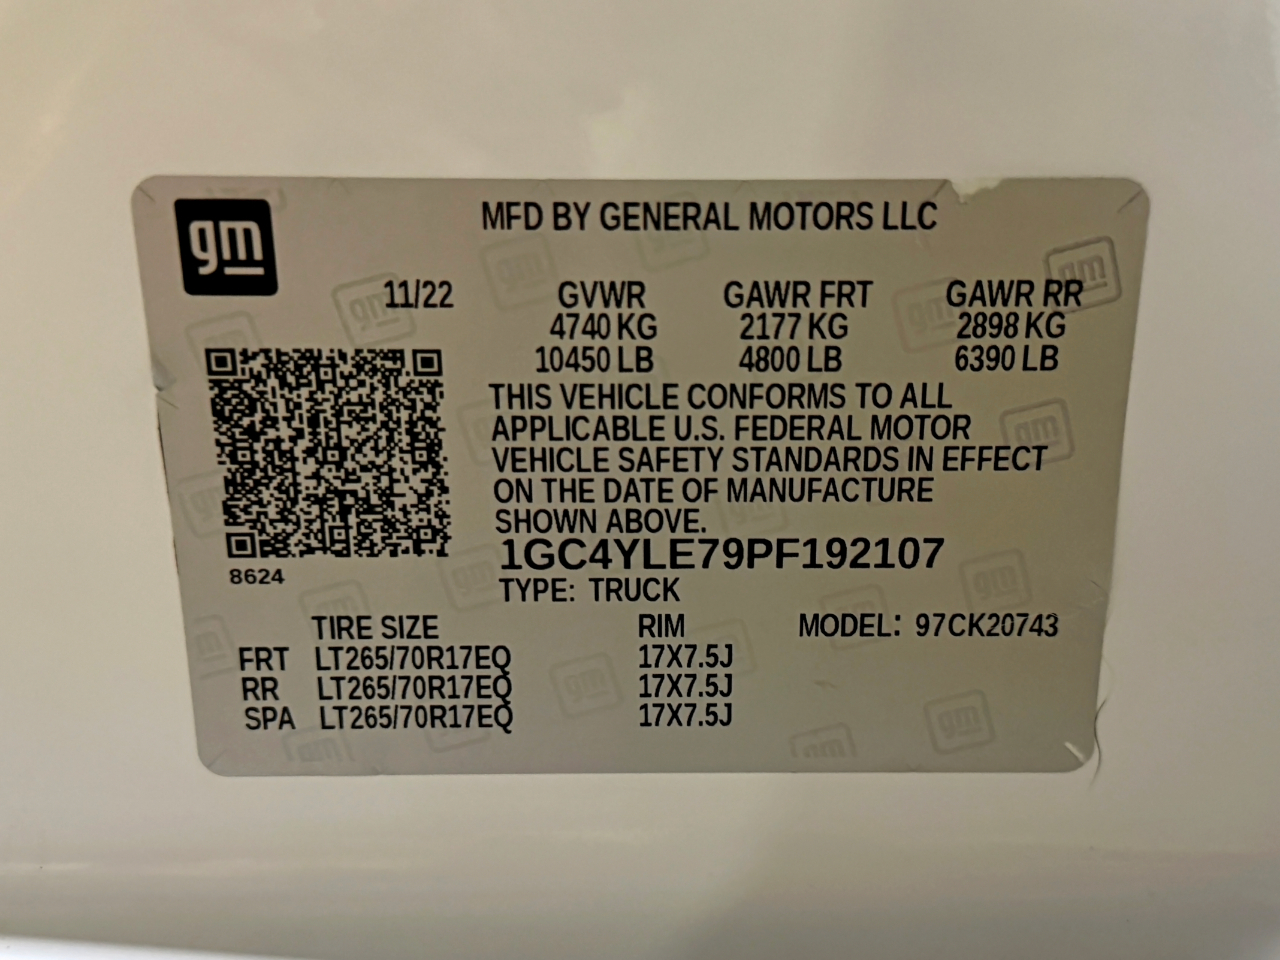 gm
MFD BY GENERAL MOTORS LLC
11/22 GVWR GAWR FRT GAWR RR
4740 KG 2177 KG 2898 KG
10450 LB 4800 LB 6390 LB
THIS VEHICLE CONFORMS TO ALL
APPLICABLE U.S. FEDERAL MOTOR
VEHICLE SAFETY STANDARDS IN EFFECT
ON THE DATE OF MANUFACTURE
SHOWN ABOVE.
1GC4YLE79PF192107
8624
TYPE: TRUCK
TIRE SIZE RIM MODEL: 97CK20743
FRT LT265/70R17EQ 17X7.5J
RR LT265/70R17EQ 17X7.5J
SPA LT265/70R17EQ 17X7.5J